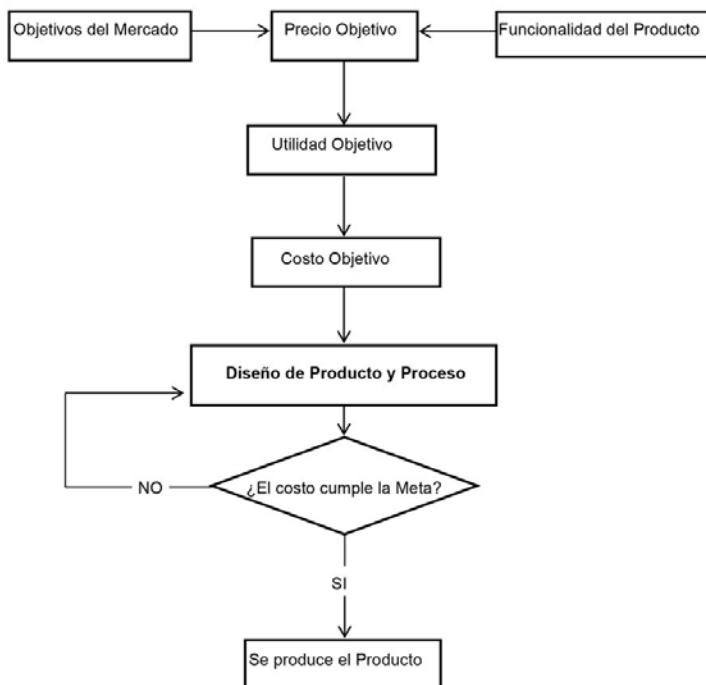 Objetivos del Mercado
Precio Objetivo
Funcionalidad del Producto
Utilidad Objetivo
Costo Objetivo
Diseño de Producto y Proceso
¿El costo cumple la Meta?
NO
SI
Se produce el Producto